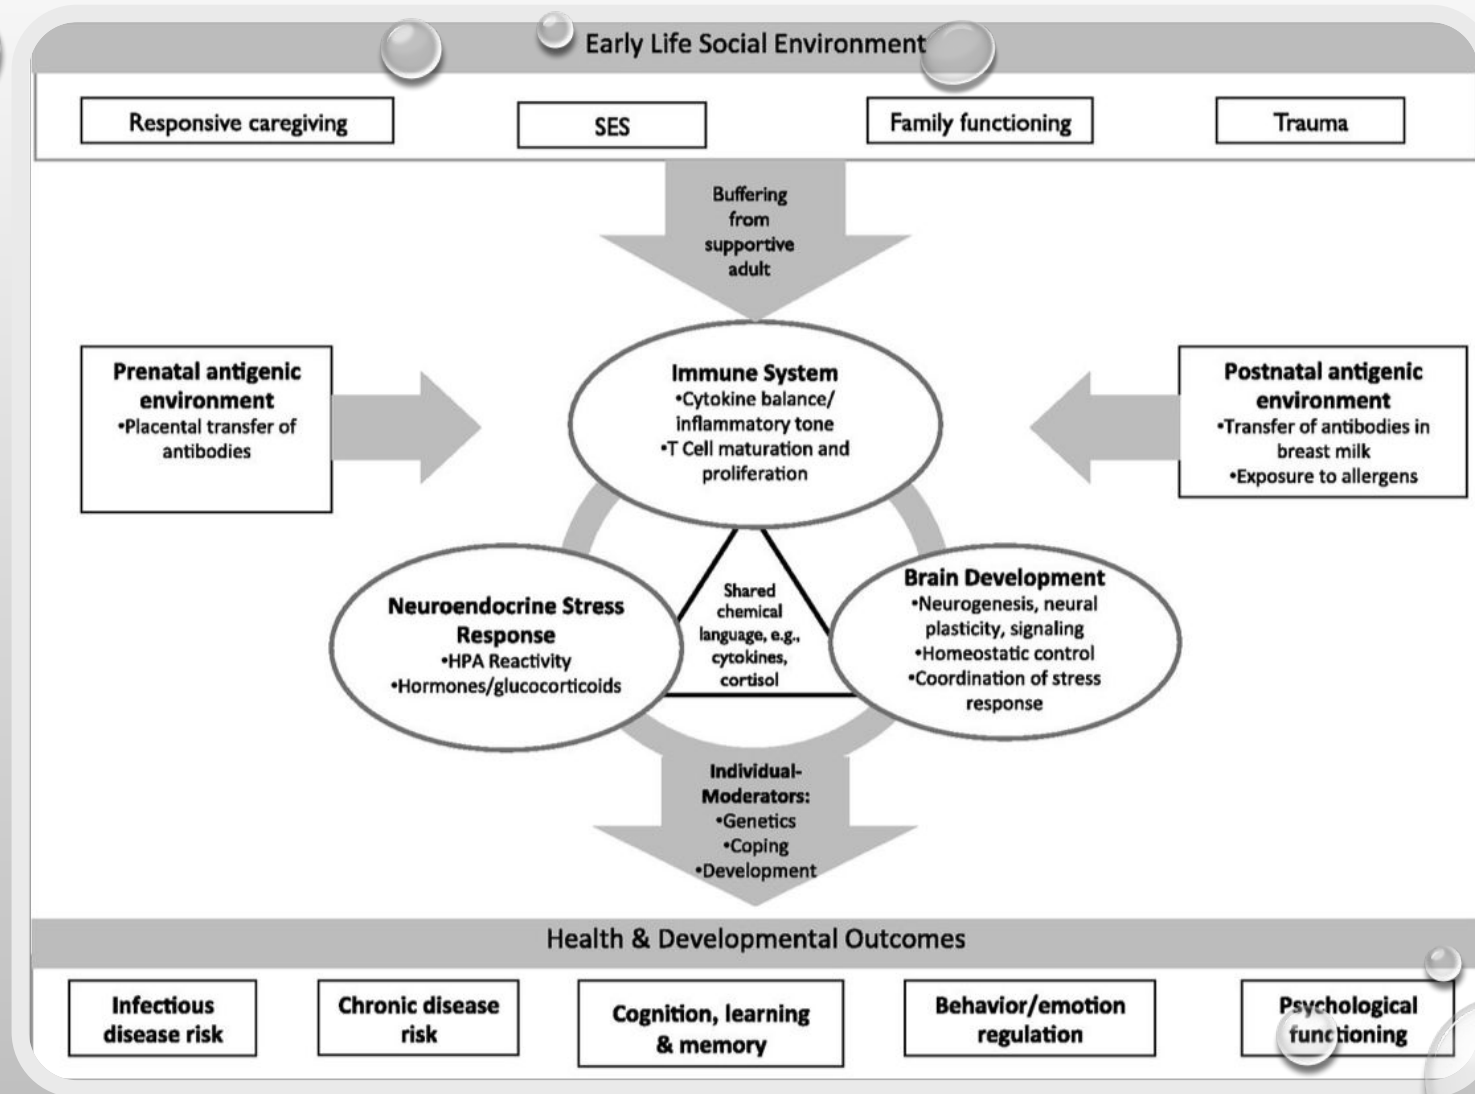 Early Life Social Environment
Responsive caregiving
SES
Family functioning
Trauma
Buffering
from
supportive
adult
Prenatal antigenic
environment
•Placental transfer of
antibodies
Immune System
•Cytokine balance/
inflammatory tone
•T Cell maturation and
proliferation
Postnatal antigenic
environment
•Transfer of antibodies in
breast milk
•Exposure to allergens
Neuroendocrine Stress
Response
•HPA Reactivity
•Hormones/glucocorticoids
Shared
chemical
language, e.g.,
cytokines,
cortisol
Brain Development
•Neurogenesis, neural
plasticity, signaling
•Homeostatic control
•Coordination of stress
response
Individual-
Moderators:
•Genetics
•Coping
•Development
Health & Developmental Outcomes
Infectious
disease risk
Chronic disease
risk
Cognition, learning
& memory
Behavior/emotion
regulation
Psychological
functioning